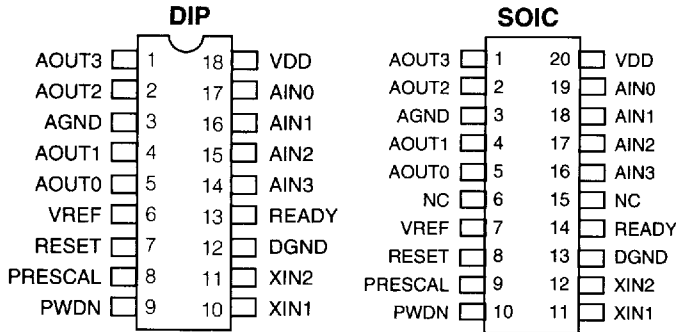 DIP
AOUT3 1 18 VDD
AOUT2 2 17 AIN0
AGND 3 16 AIN1
AOUT1 4 15 AIN2
AOUT0 5 14 AIN3
VREF 6 13 READY
RESET 7 12 DGND
PRESCAL 8 11 XIN2
PWDN 9 10 XIN1
SOIC
AOUT3 1 20 VDD
AOUT2 2 19 AIN0
AGND 3 18 AIN1
AOUT1 4 17 AIN2
AOUT0 5 16 AIN3
NC 6 15 NC
VREF 7 14 READY
RESET 8 13 DGND
PRESCAL 9 12 XIN2
PWDN 10 11 XIN1